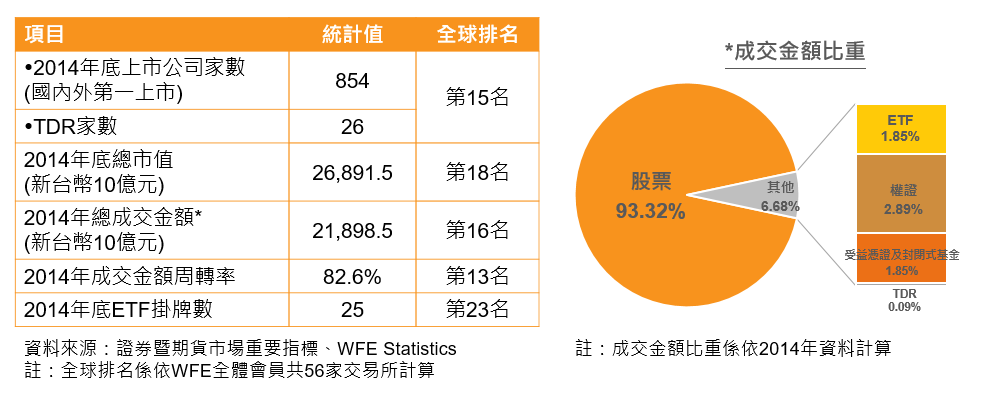 項目 統計值 全球排名
•2014年底上市公司家數
(國內外第一上市)
854
第15名
•TDR家數 26
2014年底總市值
(新台幣10億元)
26,891.5 第18名
2014年總成交金額*
(新台幣10億元)
21,898.5 第16名
2014年成交金額周轉率 82.6% 第13名
2014年底ETF掛牌數 25 第23名
資料來源：證券暨期貨市場重要指標、WFE Statistics
註：全球排名係依WFE全體會員共56家交易所計算
*成交金額比重
股票
93.32%
其他
6.68%
ETF
1.85%
權證
2.89%
受益憑證及封閉式基金
1.85%
TDR
0.09%
註：成交金額比重係依2014年資料計算